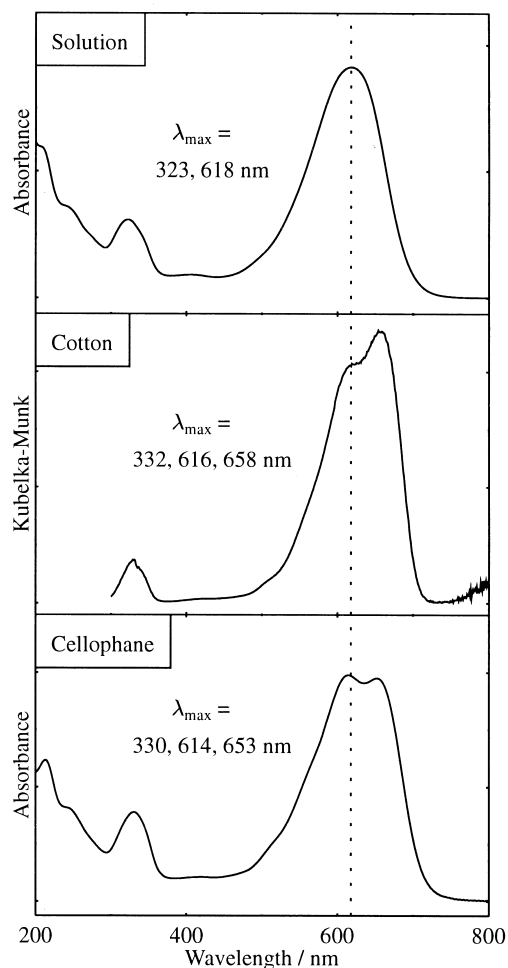 Solution
λmax =
323, 618 nm
Absorbance
Cotton
λmax =
332, 616, 658 nm
Kubelka-Munk
Cellophane
λmax =
330, 614, 653 nm
Absorbance
200 400 600 800
Wavelength / nm